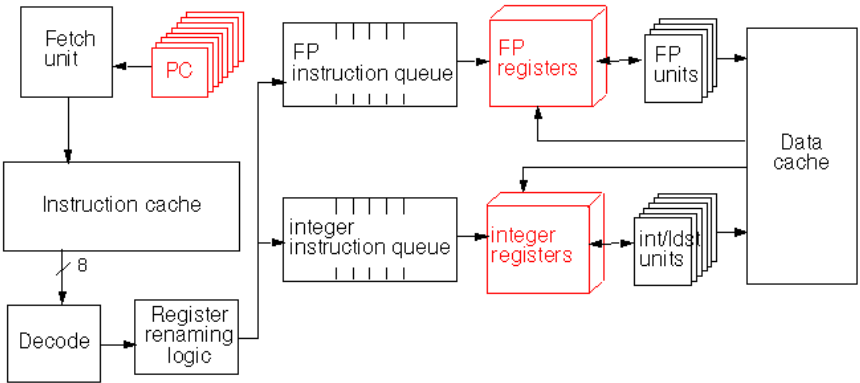 Fetch
unit
PC
FP
instruction queue
FP
registers
FP
units
Data
cache
Instruction cache
8
integer
instruction queue
integer
registers
int/ldst
units
Decode
Register
renaming
logic